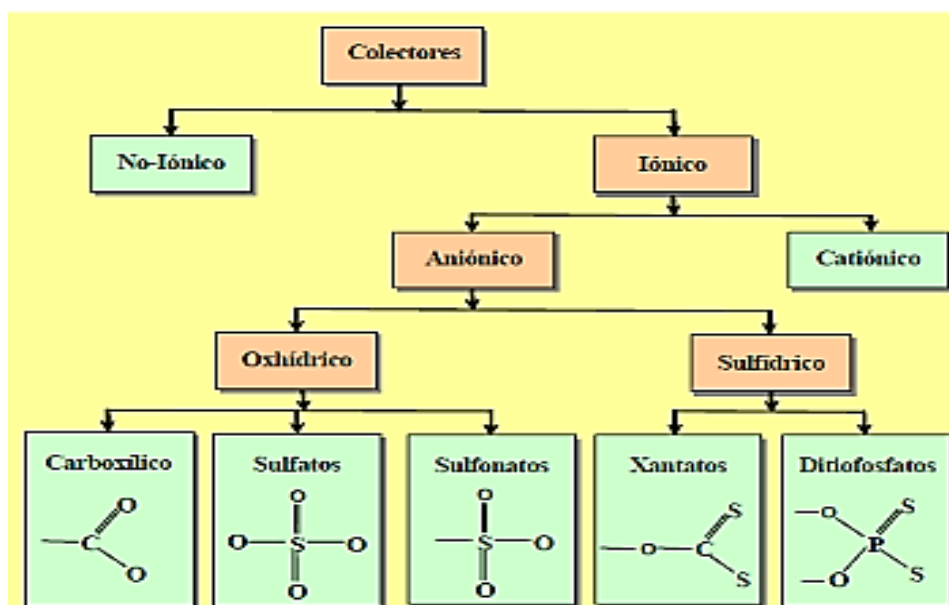 Colectores
No-Iónico
Iónico
Aniónico
Catiónico
Oxhídrico
Sulfídrico
Carboxílico
Sulfatos
Sulfonatos
Xantatos
Ditiofosfatos
O
C
O
O
O
S
O
O
O
S
O
O
S
O
C
S
O
S
P
O
S